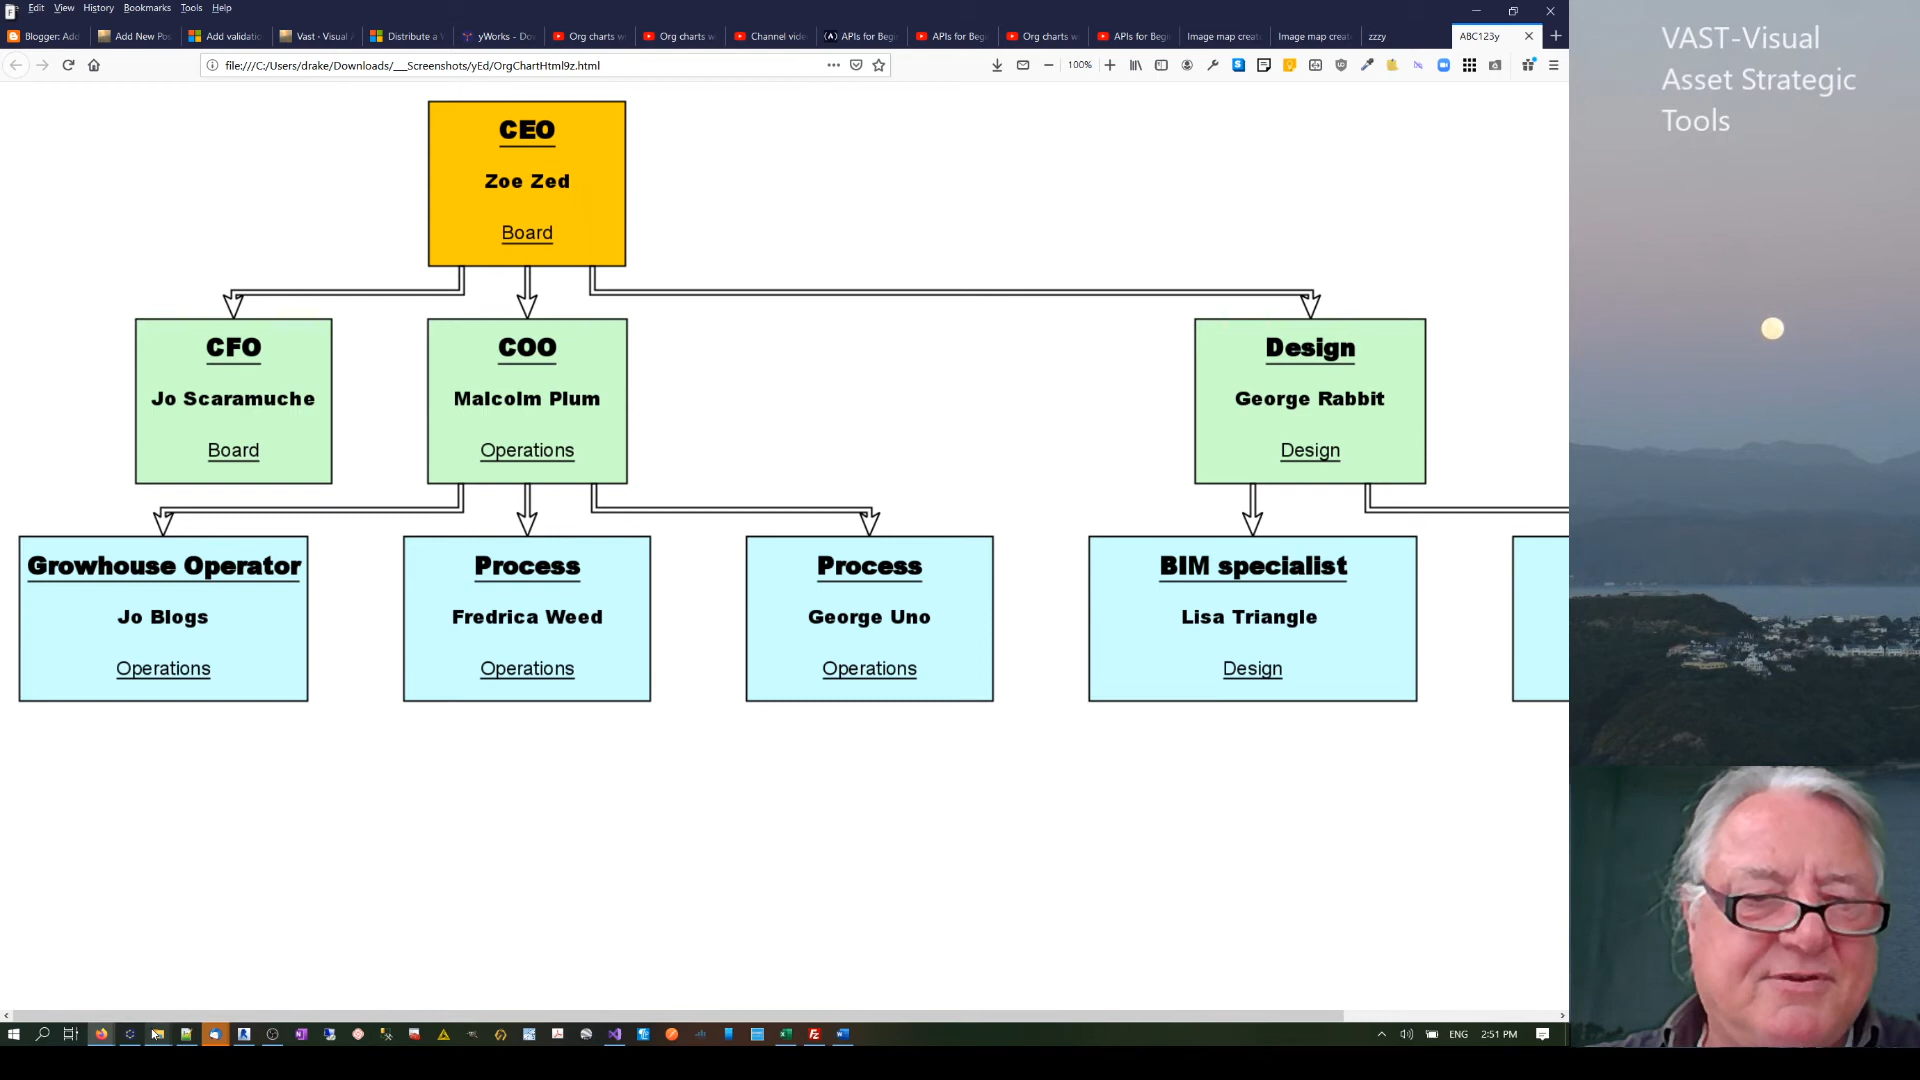 Edit View History Bookmarks Tools Help
Blogger: Add
Add New Pos
Add validatio
Vast - Visual A
Distribute a V
yWorks - Dov
Org charts w
Org charts w
Channel vide
APIs for Begi
APIs for Begi
Org charts w
APIs for Begi
Image map creato
Image map creato
zzzy
ABC123y
file:///C:/Users/drake/Downloads/___Screenshots/yEd/OrgChartHtml9z.html
100%
VAST-Visual
Asset Strategic
Tools
CEO
Zoe Zed
Board
CFO
Jo Scaramuche
Board
COO
Malcolm Plum
Operations
Design
George Rabbit
Design
Growhouse Operator
Jo Blogs
Operations
Process
Fredrica Weed
Operations
Process
George Uno
Operations
BIM specialist
Lisa Triangle
Design
ENG
2:51 PM